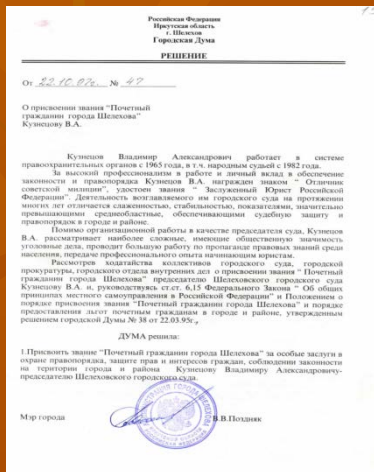 Российская Федерация
Иркутская область
г. Шелехов
Городская Дума
РЕШЕНИЕ
От 22.10.07г. № 47
О присвоении звания "Почетный
гражданин города Шелехова"
Кузнецову В.А.
Кузнецов Владимир Александрович работает в системе
правоохранительных органов с 1965 года, в т.ч. народным судьей с 1982 года.
За высокий профессионализм в работе и личный вклад в обеспечение
законности и правопорядка Кузнецов В.А. награжден знаком " Отличник
советской милиции", удостоен звания " Заслуженный Юрист Российской
Федерации". Деятельность возглавляемого им городского суда на протяжении
многих лет отличается слаженностью, стабильностью, показателями, значительно
превышающими среднеобластные, обеспечивающими судебную защиту и
правопорядок в городе и районе.
Помимо организационной работы в качестве председателя суда, Кузнецов
В.А. рассматривает наиболее сложные, имеющие общественную значимость
уголовные дела, проводит большую работу по пропаганде правовых знаний среди
населения, передаче профессионального опыта начинающим юристам.
Рассмотрев ходатайства коллективов городского суда, городской
прокуратуры, городского отдела внутренних дел о присвоении звания " Почетный
гражданин города Шелехова" председателю Шелеховского городского суда
Кузнецову В.А. и, руководствуясь ст.ст. 6,15 Федерального Закона " Об общих
принципах местного самоуправления в Российской Федерации" и Положением о
порядке присвоения звания "Почетный гражданин города Шелехова" и порядке
предоставления льгот почетным гражданам в городе и районе, утвержденным
решением городской Думы № 38 от 22.03.95г.,
ДУМА решила:
1.Присвоить звание "Почетный гражданин города Шелехова" за особые заслуги в
охране правопорядка, защите прав и интересов граждан, соблюдении законности
на територии города и района Кузнецову Владимиру Александровичу-
председателю Шелеховского городского суда.
Мэр города В.В.Поздняк